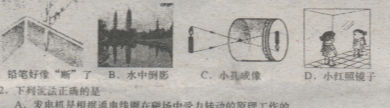 铅笔好像“断”了 B、水中倒影 C、小孔成像 D、小红照镜子
2、下列说法正确的是
A、发电机是根据通电线圈在磁场中受力转动的原理工作的